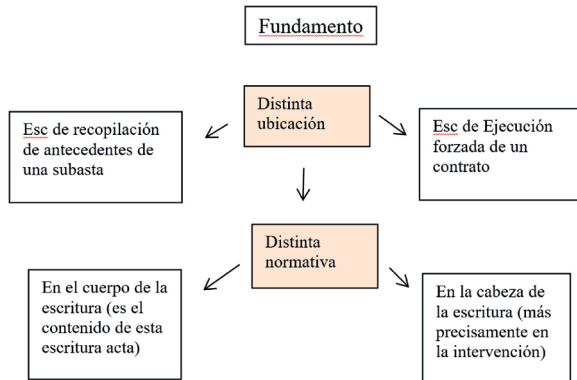 Fundamento
Distinta
ubicación
Esc de recopilación
de antecedentes de
una subasta
Esc de Ejecución
forzada de un
contrato
Distinta
normativa
En el cuerpo de la
escritura (es el
contenido de esta
escritura acta)
En la cabeza de
la escritura (más
precisamente en
la intervención)